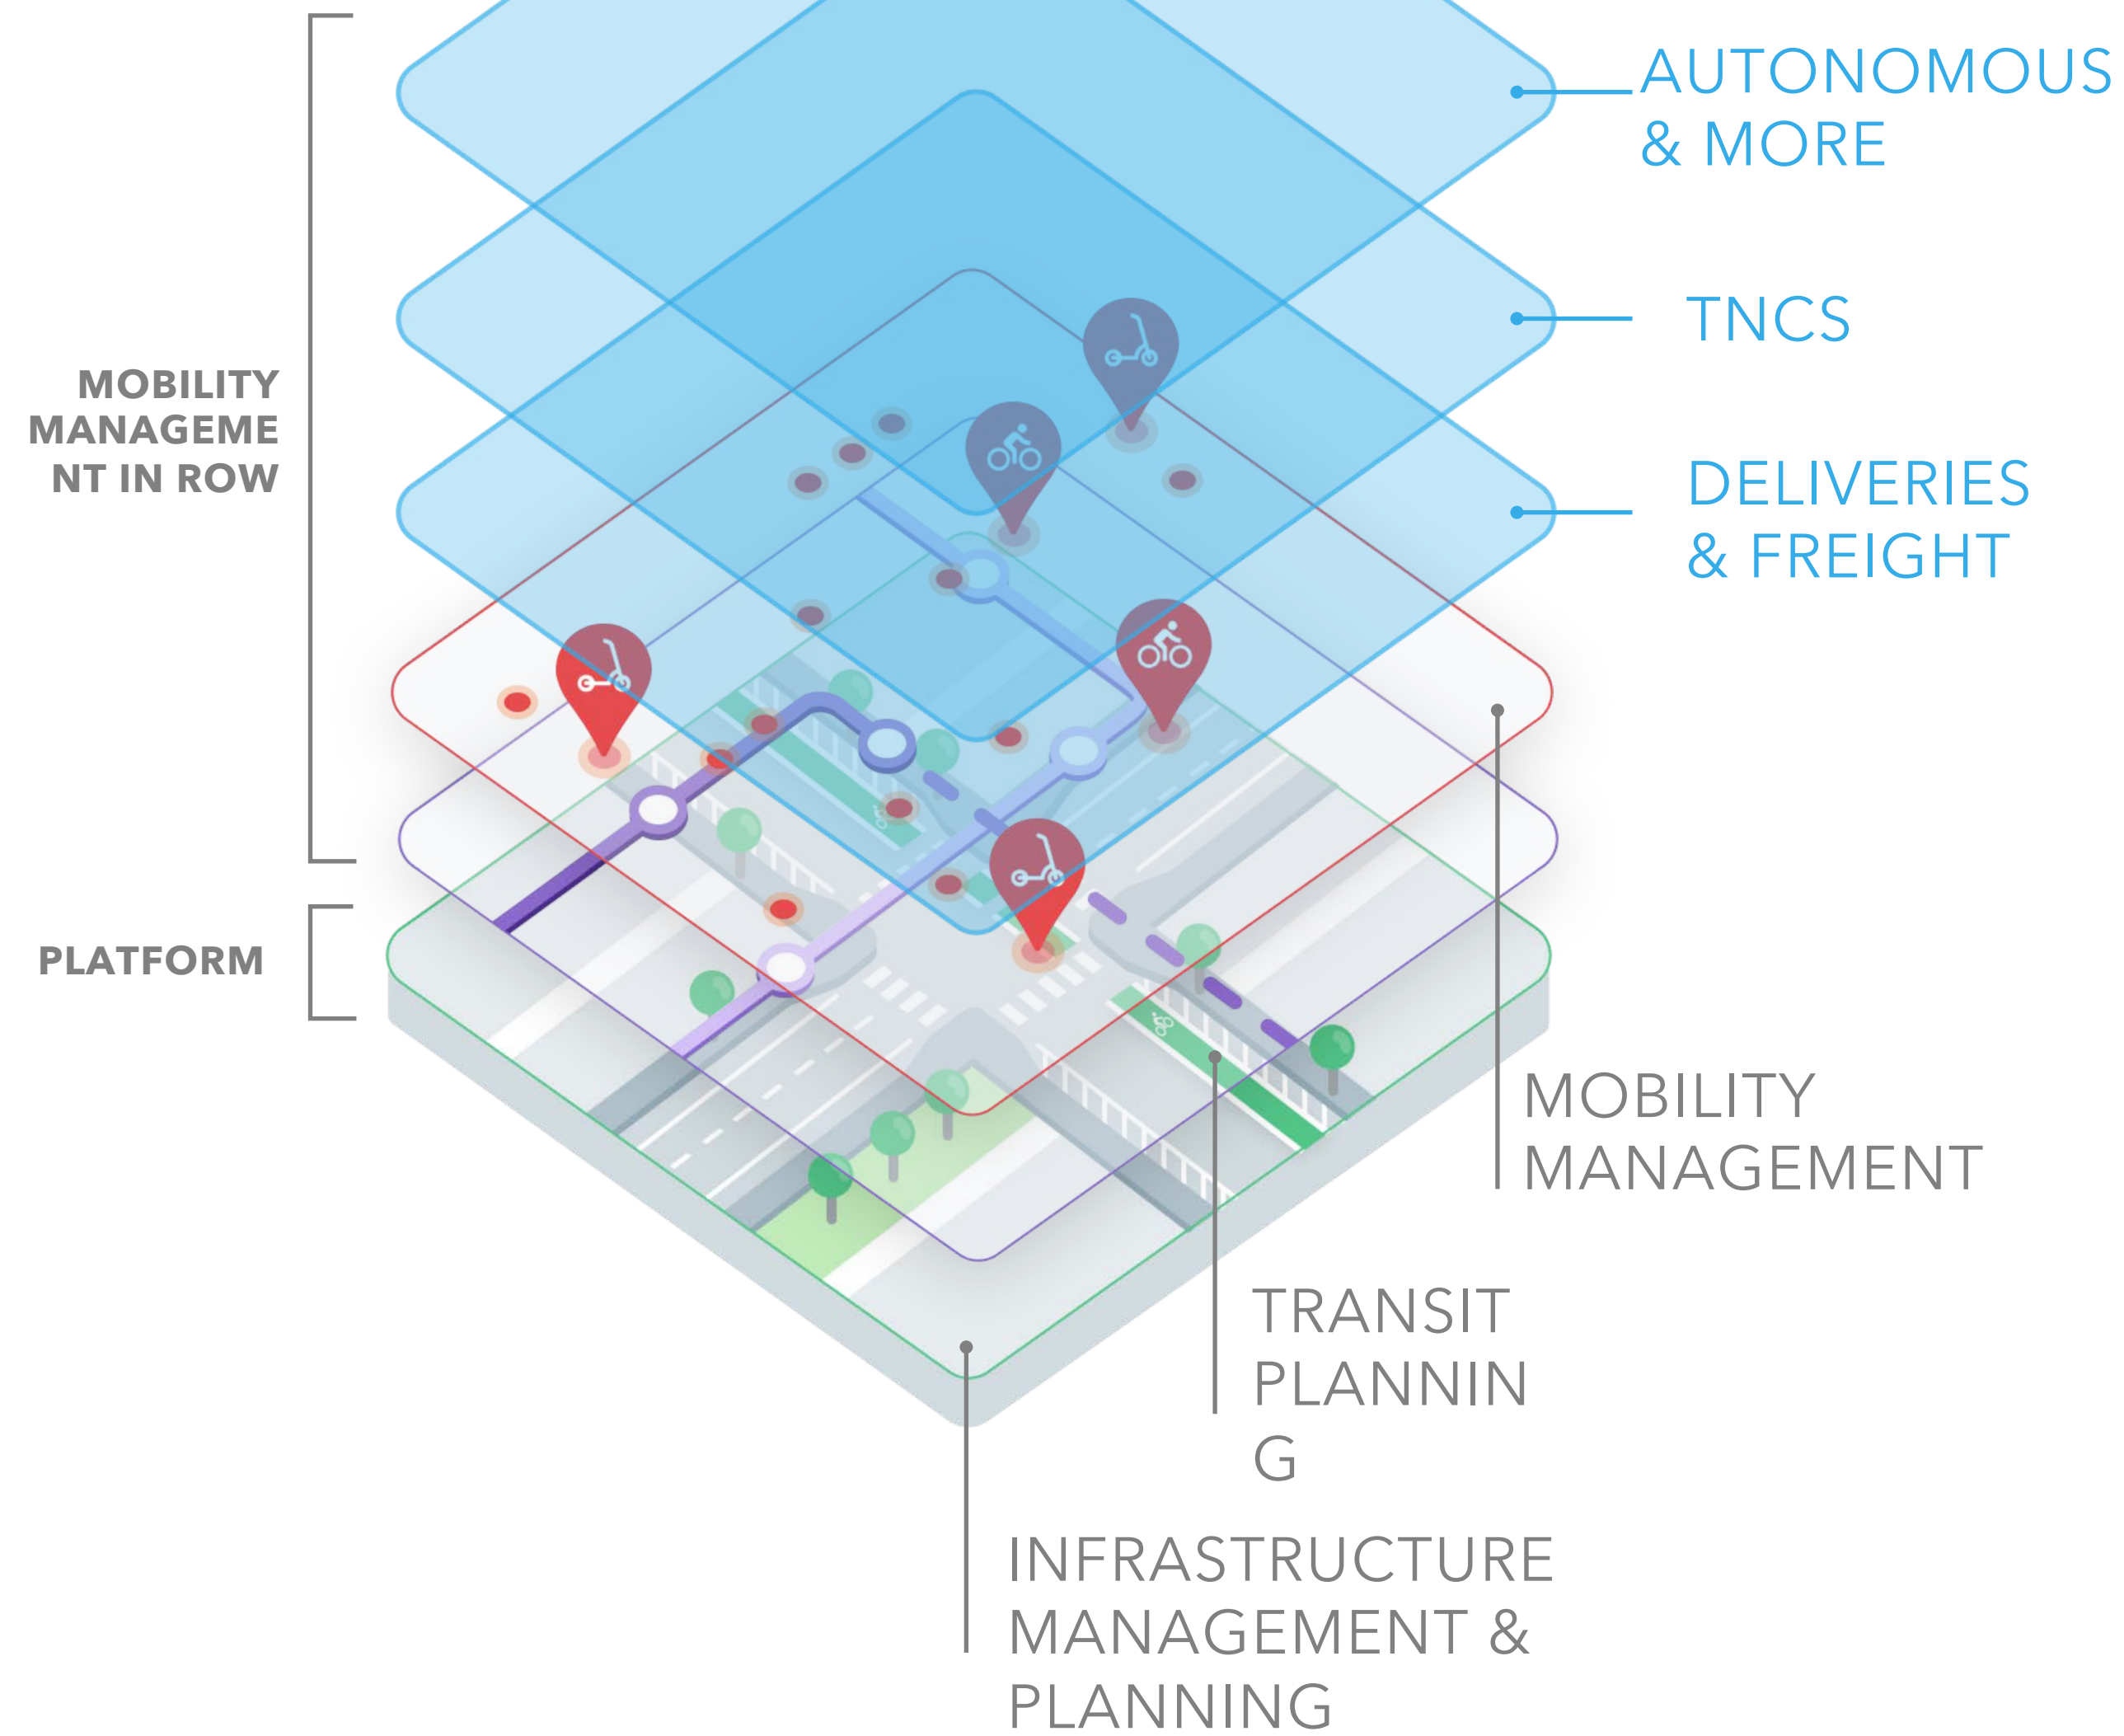 AUTONOMOUS
& MORE
TNCS
MOBILITY
MANAGEME
NT IN ROW
DELIVERIES
& FREIGHT
PLATFORM
MOBILITY
MANAGEMENT
TRANSIT
PLANNIN
G
INFRASTRUCTURE
MANAGEMENT &
PLANNING